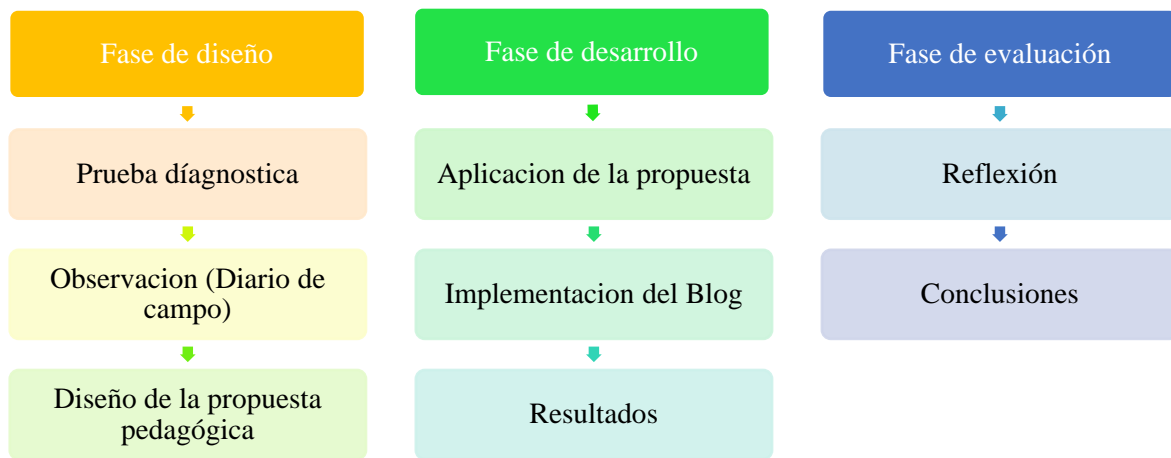 Fase de diseño
Prueba díagnostica
Observacion (Diario de
campo)
Diseño de la propuesta
pedagógica
Fase de desarrollo
Aplicacion de la propuesta
Implementacion del Blog
Resultados
Fase de evaluación
Reflexión
Conclusiones